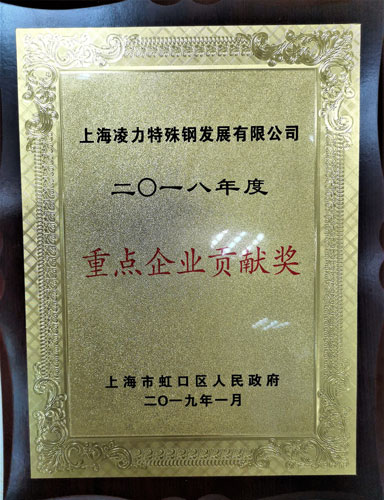 上海凌力特殊钢发展有限公司
二〇一八年度
重点企业贡献奖
上海市虹口区人民政府
二〇一九年一月